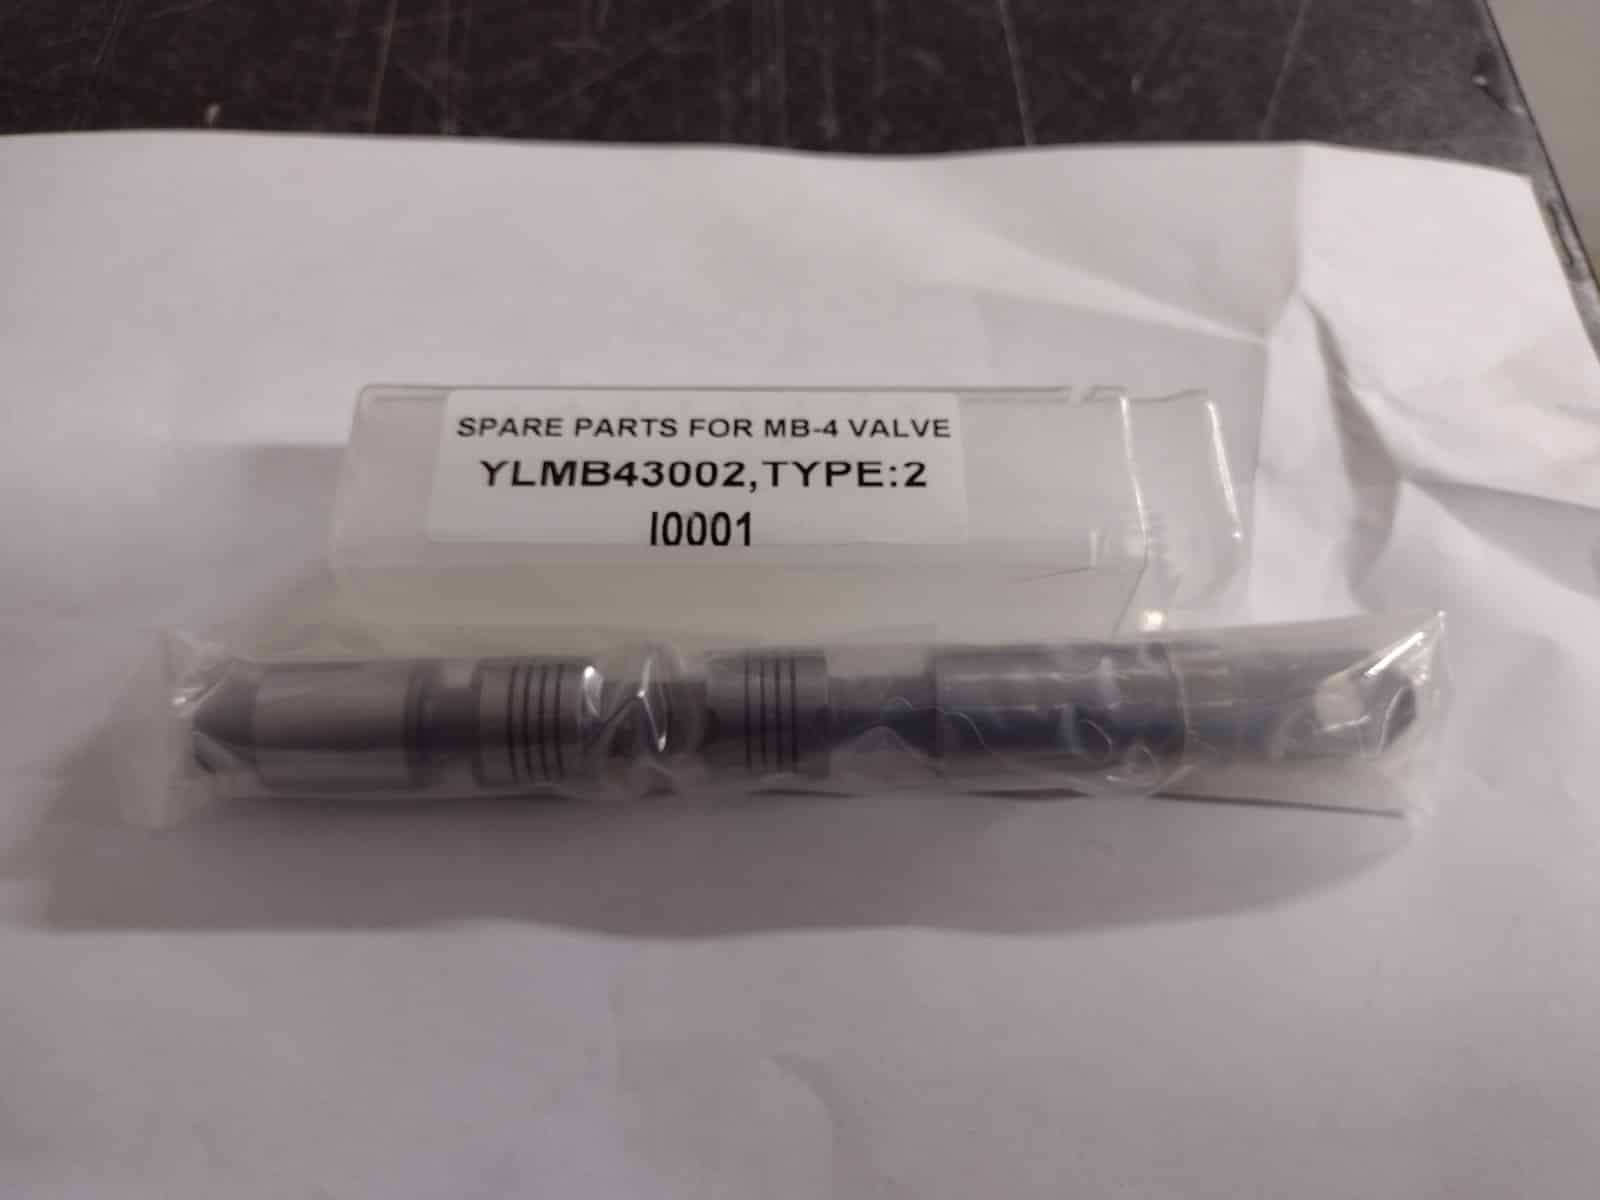 SPARE PARTS FOR MB-4 VALVE
YLMB43002,TYPE:2
I0001